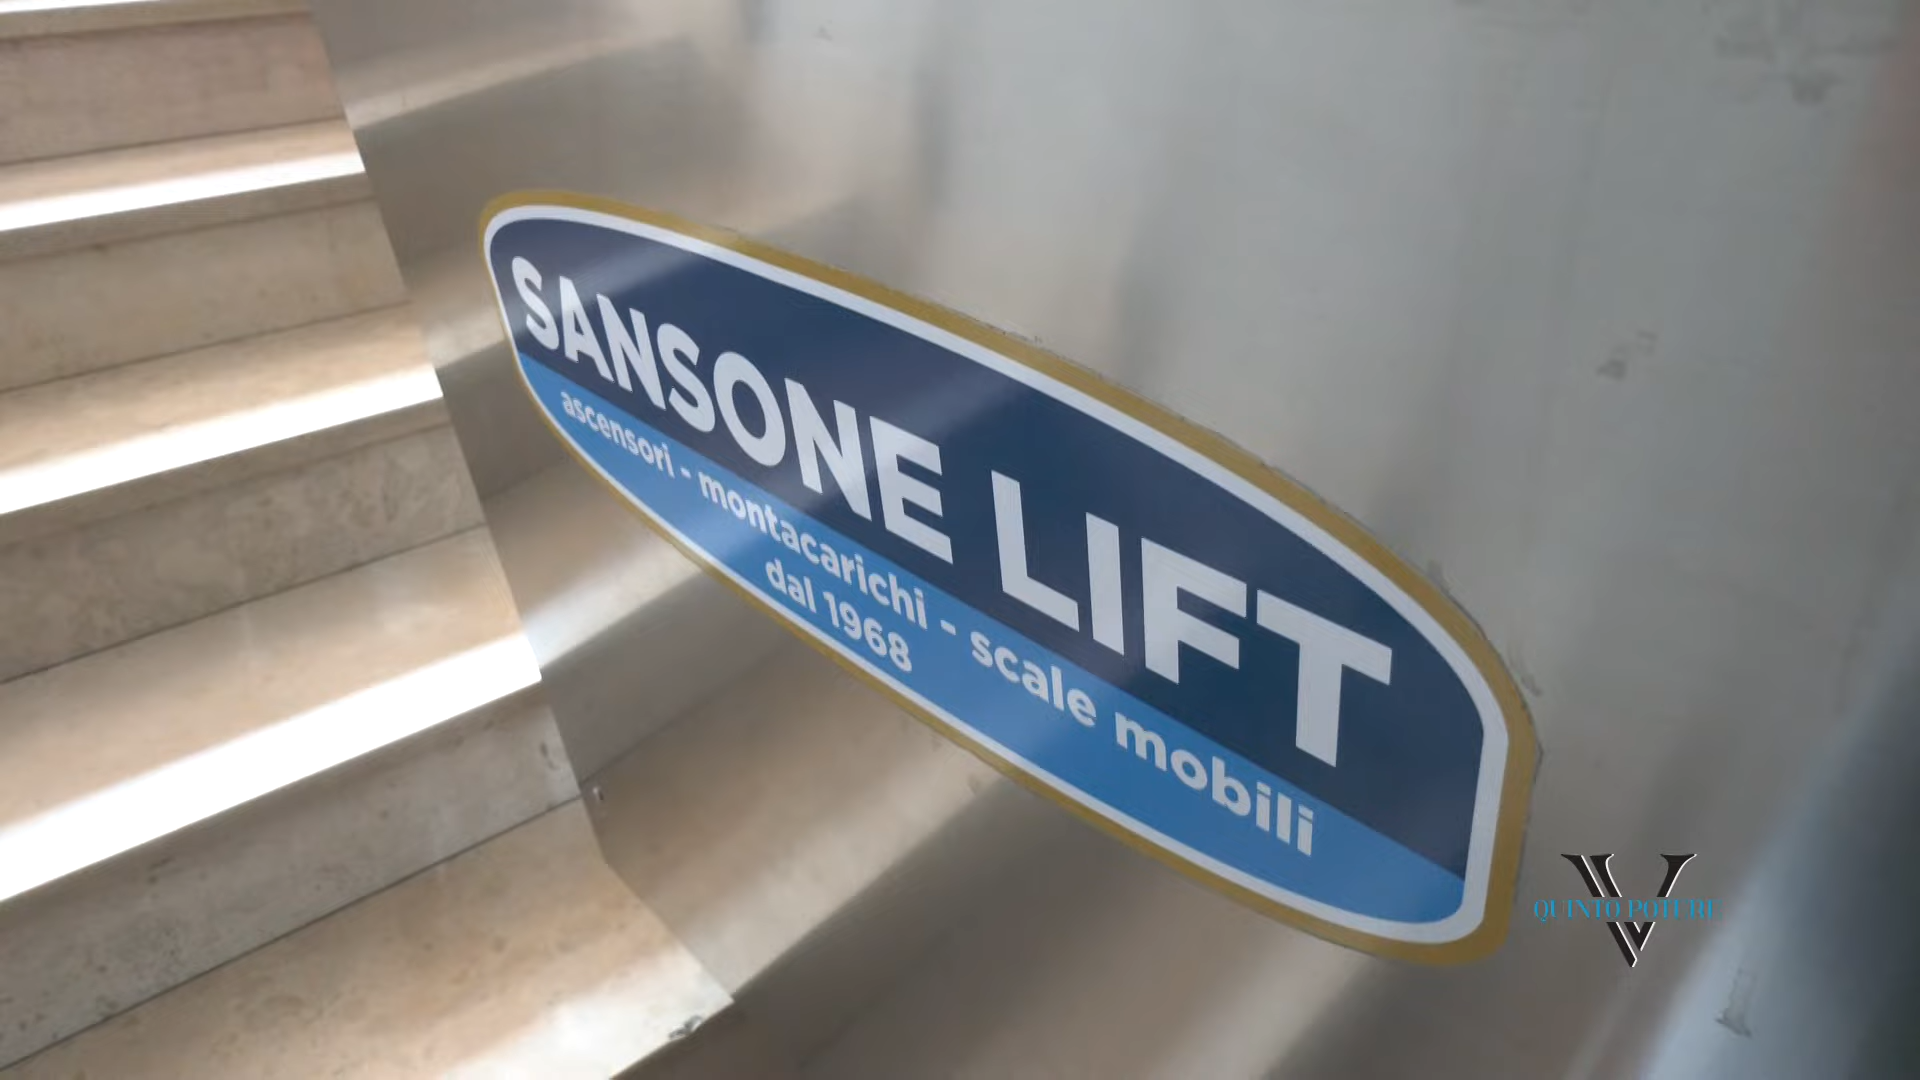 SANSONE LIFT
ascensori - montacarichi - scale mobili
dal 1968
QUINTO POTERE